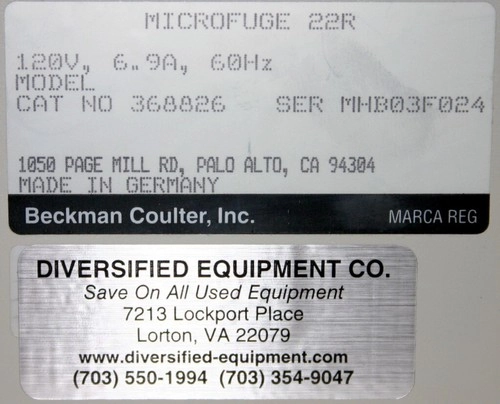 MICROFUGE 22R
120V, 6.9A, 60Hz
MODEL
CAT NO 368826 SER MHB03F024
1050 PAGE MILL RD, PALO ALTO, CA 94304
MADE IN GERMANY
Beckman Coulter, Inc. MARCA REG
DIVERSIFIED EQUIPMENT CO.
Save On All Used Equipment
7213 Lockport Place
Lorton, VA 22079
www.diversified-equipment.com
(703) 550-1994 (703) 354-9047